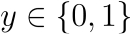 y ∈ {0, 1}